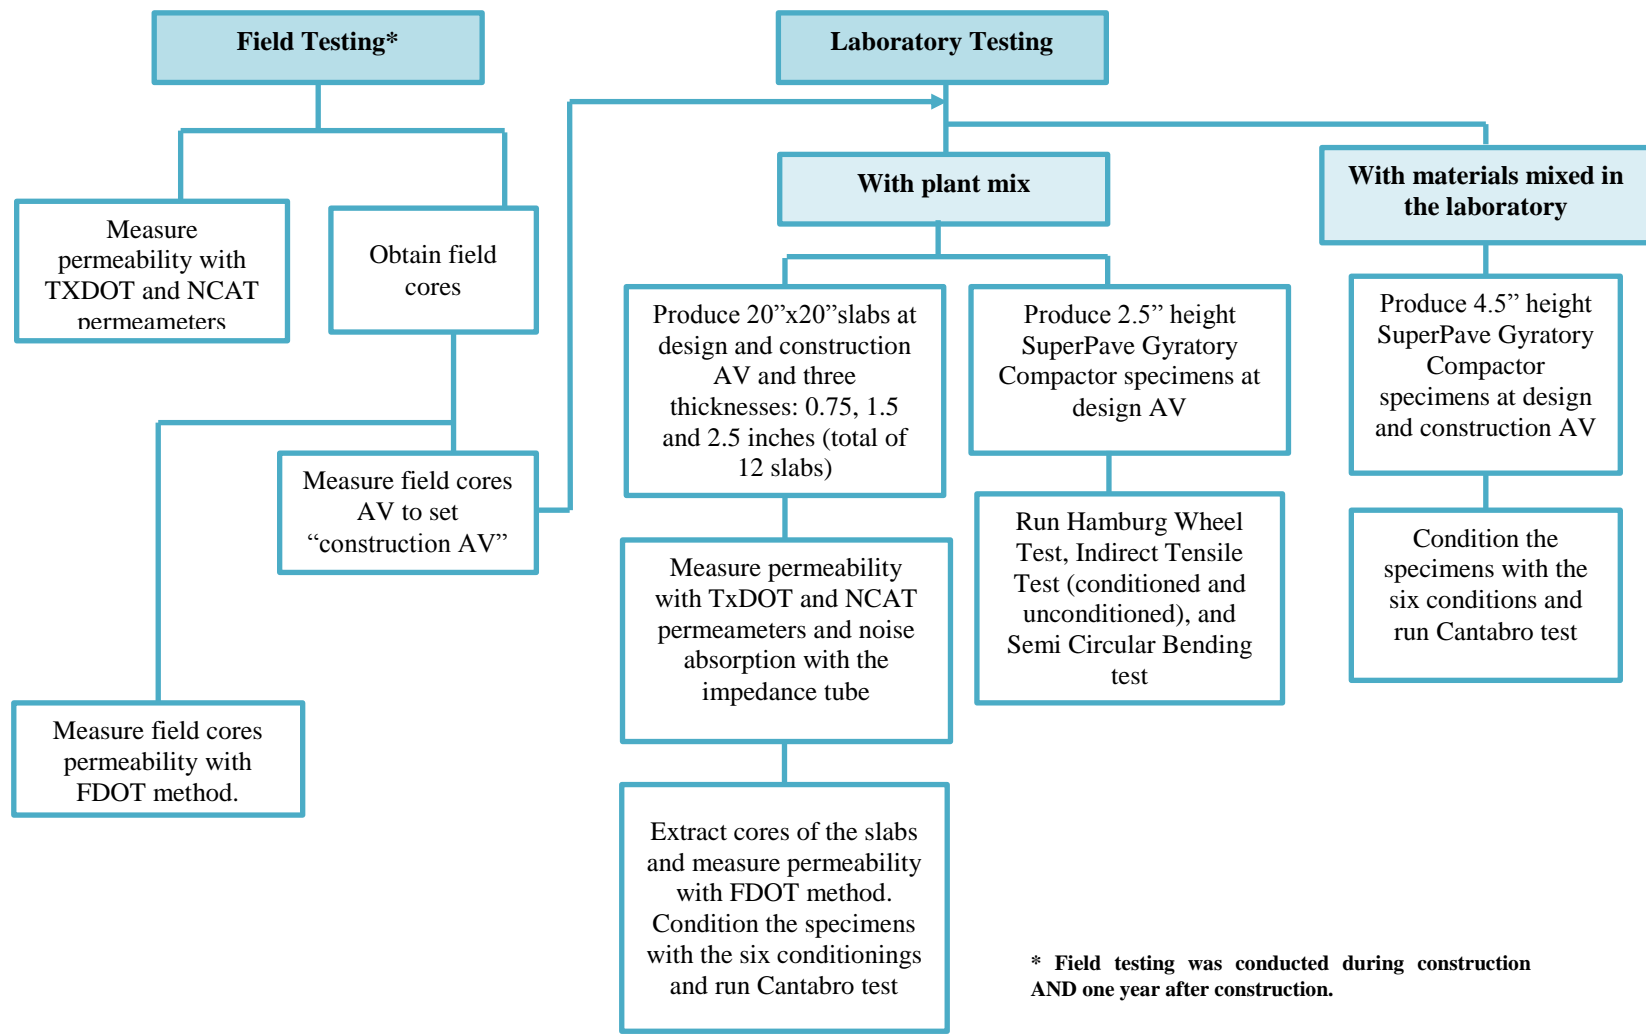 Field Testing*
Laboratory Testing
With plant mix
With materials mixed in
the laboratory
Measure
permeability with
TXDOT and NCAT
permeameters
Obtain field
cores
Produce 20”x20”slabs at
design and construction
AV and three
thicknesses: 0.75, 1.5
and 2.5 inches (total of
12 slabs)
Produce 2.5” height
SuperPave Gyratory
Compactor specimens at
design AV
Produce 4.5” height
SuperPave Gyratory
Compactor
specimens at design
and construction AV
Measure field cores
AV to set
“construction AV”
Run Hamburg Wheel
Test, Indirect Tensile
Test (conditioned and
unconditioned), and
Semi Circular Bending
test
Condition the
specimens with the
six conditions and
run Cantabro test
Measure permeability
with TxDOT and NCAT
permeameters and noise
absorption with the
impedance tube
Measure field cores
permeability with
FDOT method.
Extract cores of the slabs
and measure permeability
with FDOT method.
Condition the specimens
with the six conditionings
and run Cantabro test
* Field testing was conducted during construction
AND one year after construction.